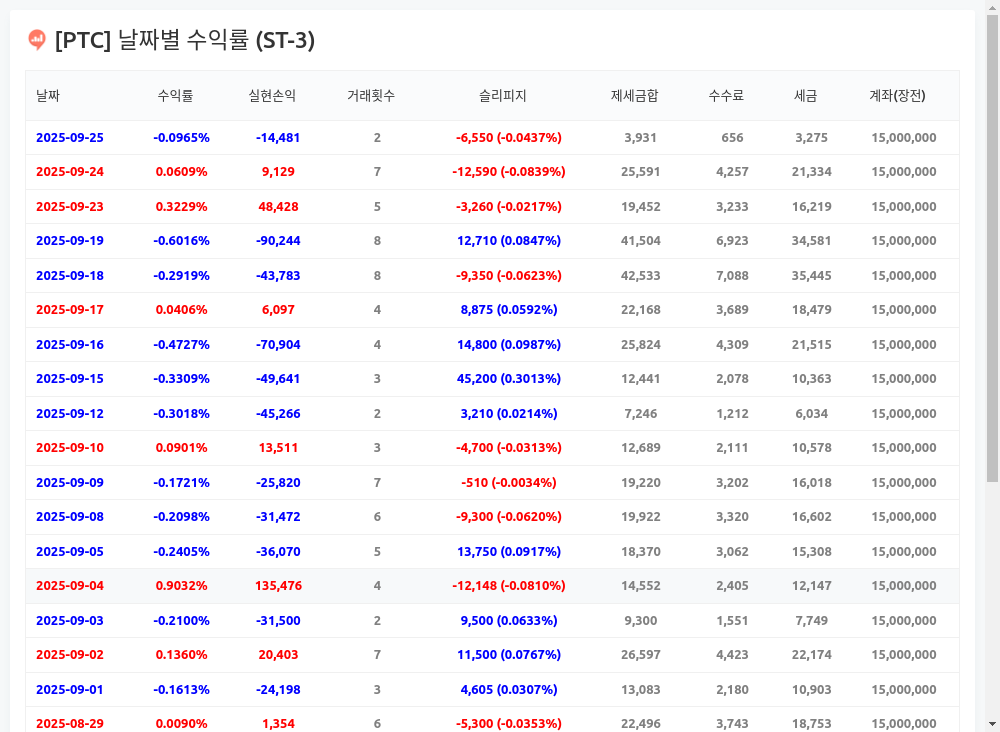 [PTC] 날짜별 수익률 (ST-3)
날짜 수익률 실현손익 거래횟수 슬리피지 제세금합 수수료 세금 계좌(장전)
2025-09-25 -0.0965% -14,481 2 -6,550 (-0.0437%) 3,931 656 3,275 15,000,000
2025-09-24 0.0609% 9,129 7 -12,590 (-0.0839%) 25,591 4,257 21,334 15,000,000
2025-09-23 0.3229% 48,428 5 -3,260 (-0.0217%) 19,452 3,233 16,219 15,000,000
2025-09-19 -0.6016% -90,244 8 12,710 (0.0847%) 41,504 6,923 34,581 15,000,000
2025-09-18 -0.2919% -43,783 8 -9,350 (-0.0623%) 42,533 7,088 35,445 15,000,000
2025-09-17 0.0406% 6,097 4 8,875 (0.0592%) 22,168 3,689 18,479 15,000,000
2025-09-16 -0.4727% -70,904 4 14,800 (0.0987%) 25,824 4,309 21,515 15,000,000
2025-09-15 -0.3309% -49,641 3 45,200 (0.3013%) 12,441 2,078 10,363 15,000,000
2025-09-12 -0.3018% -45,266 2 3,210 (0.0214%) 7,246 1,212 6,034 15,000,000
2025-09-10 0.0901% 13,511 3 -4,700 (-0.0313%) 12,689 2,111 10,578 15,000,000
2025-09-09 -0.1721% -25,820 7 -510 (-0.0034%) 19,220 3,202 16,018 15,000,000
2025-09-08 -0.2098% -31,472 6 -9,300 (-0.0620%) 19,922 3,320 16,602 15,000,000
2025-09-05 -0.2405% -36,070 5 13,750 (0.0917%) 18,370 3,062 15,308 15,000,000
2025-09-04 0.9032% 135,476 4 -12,148 (-0.0810%) 14,552 2,405 12,147 15,000,000
2025-09-03 -0.2100% -31,500 2 9,500 (0.0633%) 9,300 1,551 7,749 15,000,000
2025-09-02 0.1360% 20,403 7 11,500 (0.0767%) 26,597 4,423 22,174 15,000,000
2025-09-01 -0.1613% -24,198 3 4,605 (0.0307%) 13,083 2,180 10,903 15,000,000
2025-08-29 0.0090% 1,354 6 -5,300 (-0.0353%) 22,496 3,743 18,753 15,000,000